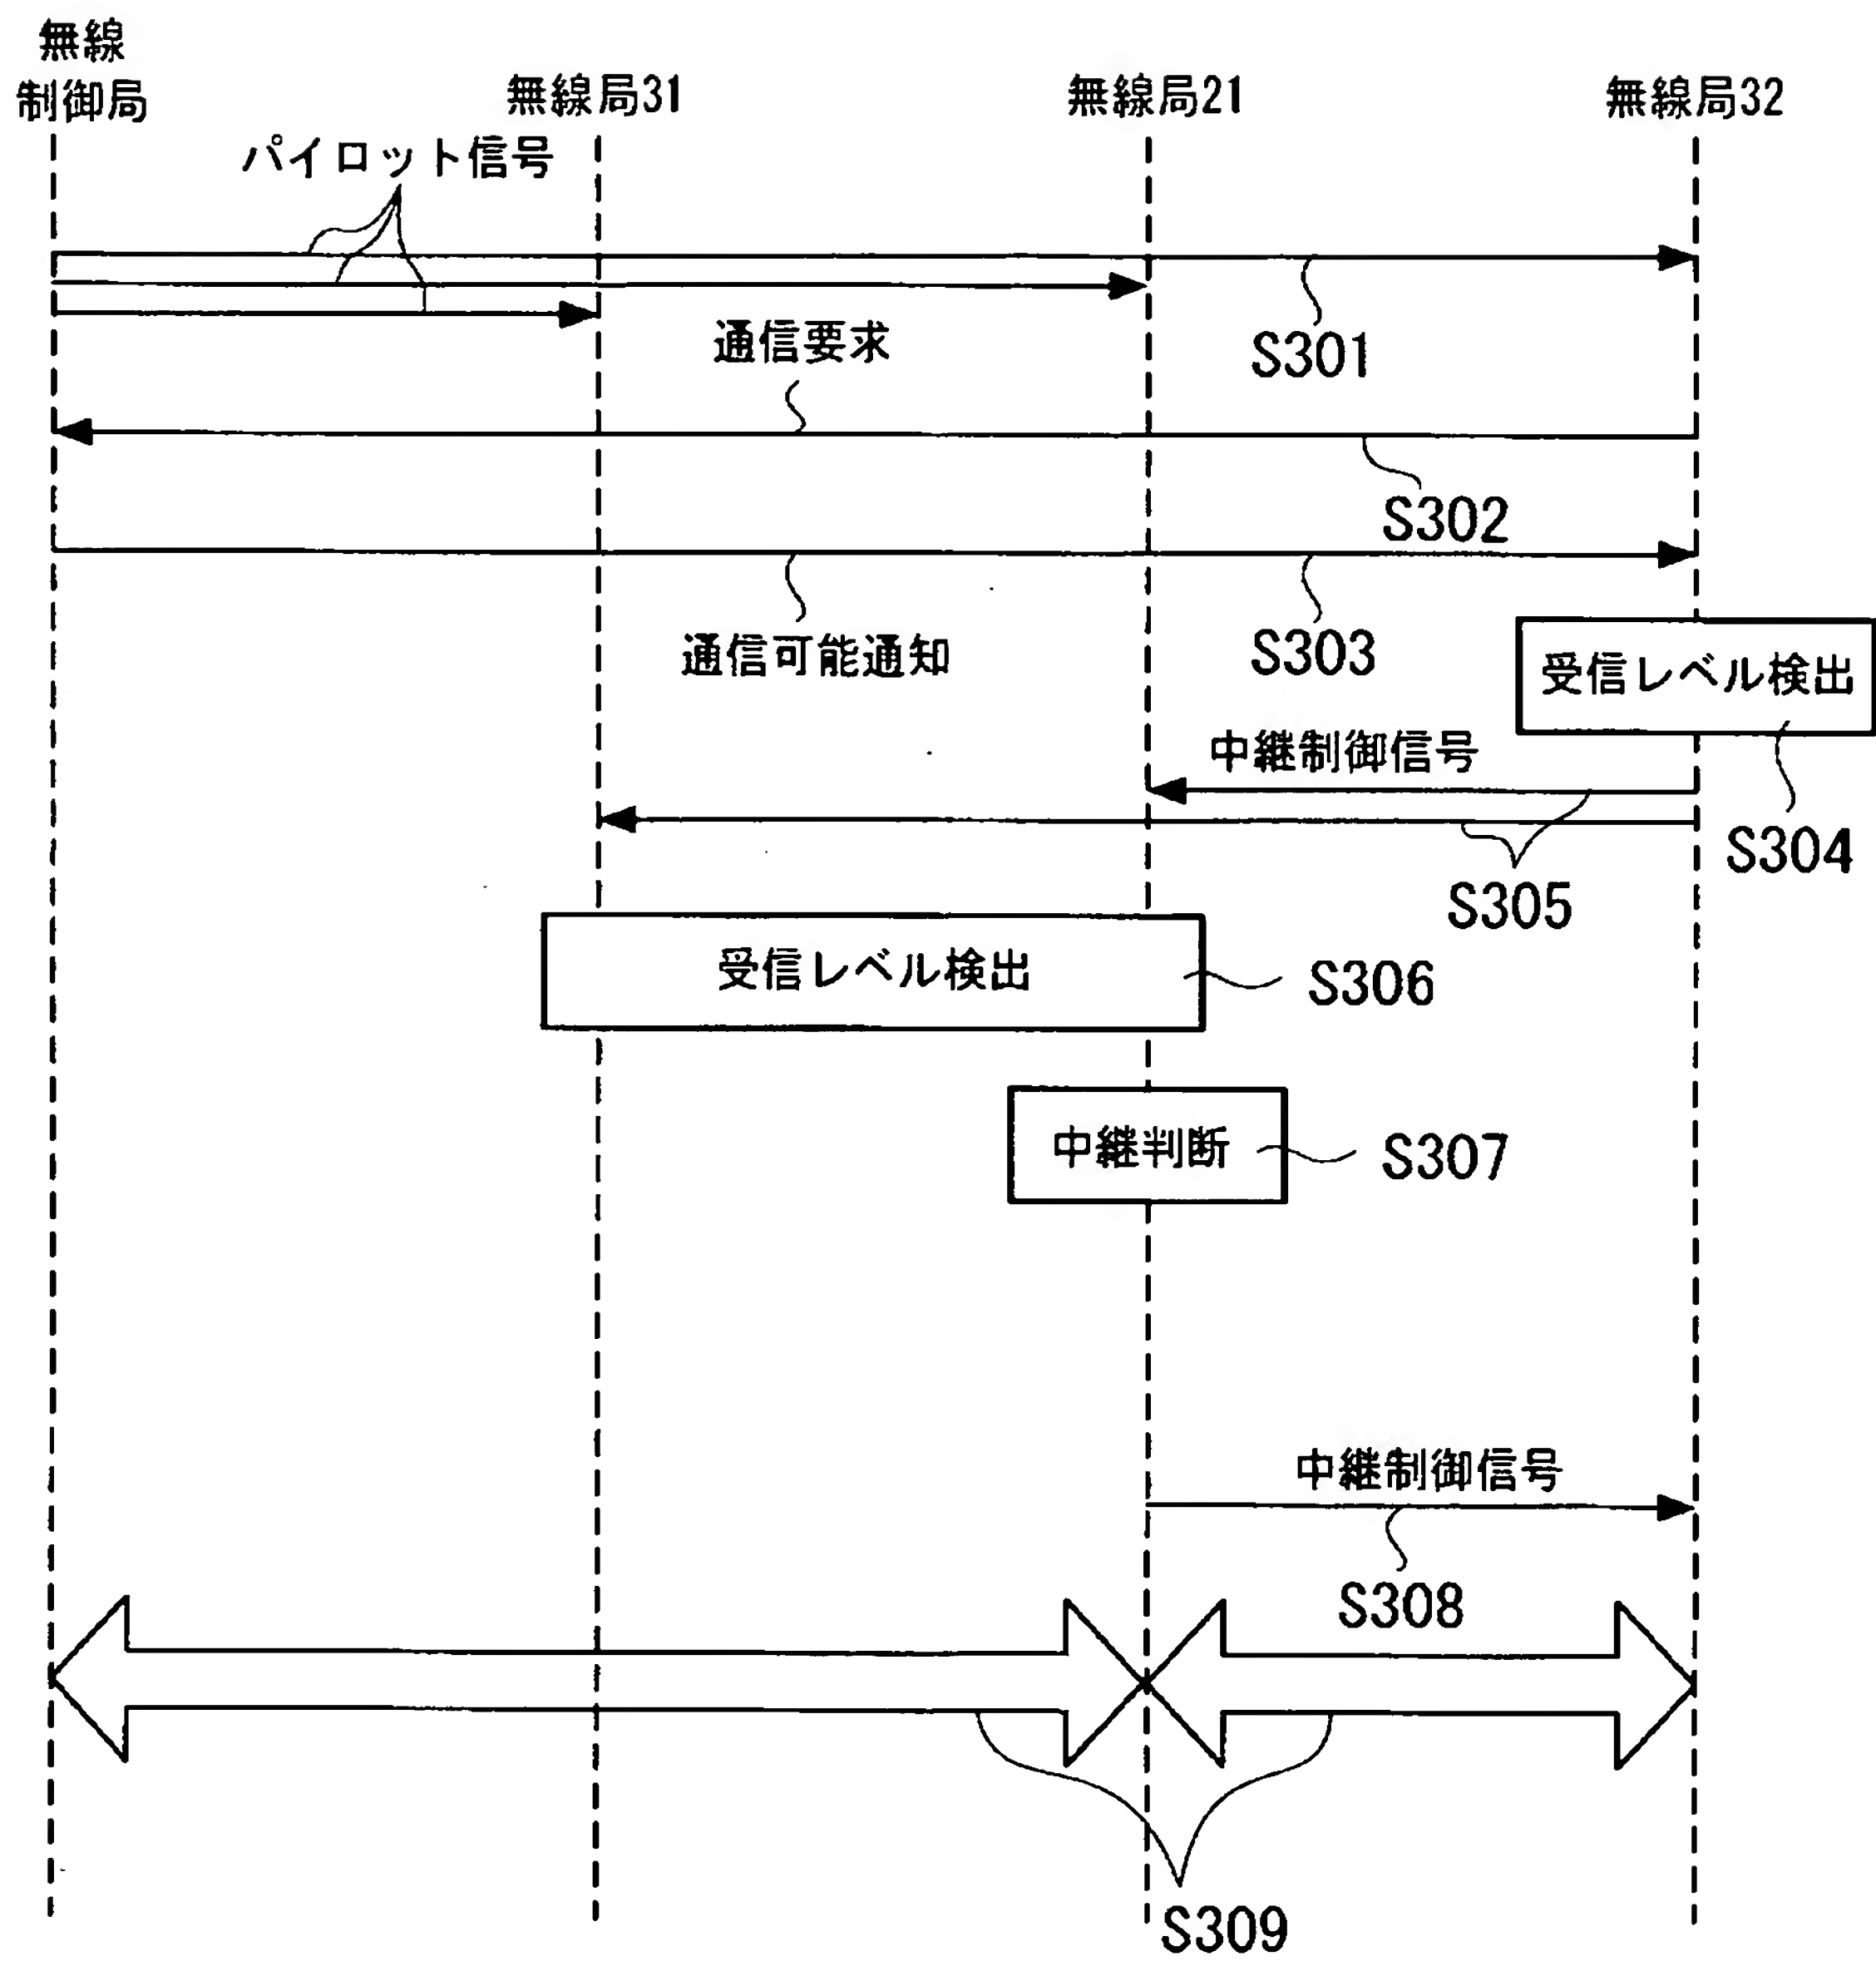 無線
制御局
無線局31
無線局21
無線局32
パイロット信号
S301
通信要求
S302
通信可能通知
S303
受信レベル検出
S304
中継制御信号
S305
受信レベル検出
S306
中継判断
S307
中継制御信号
S308
S309